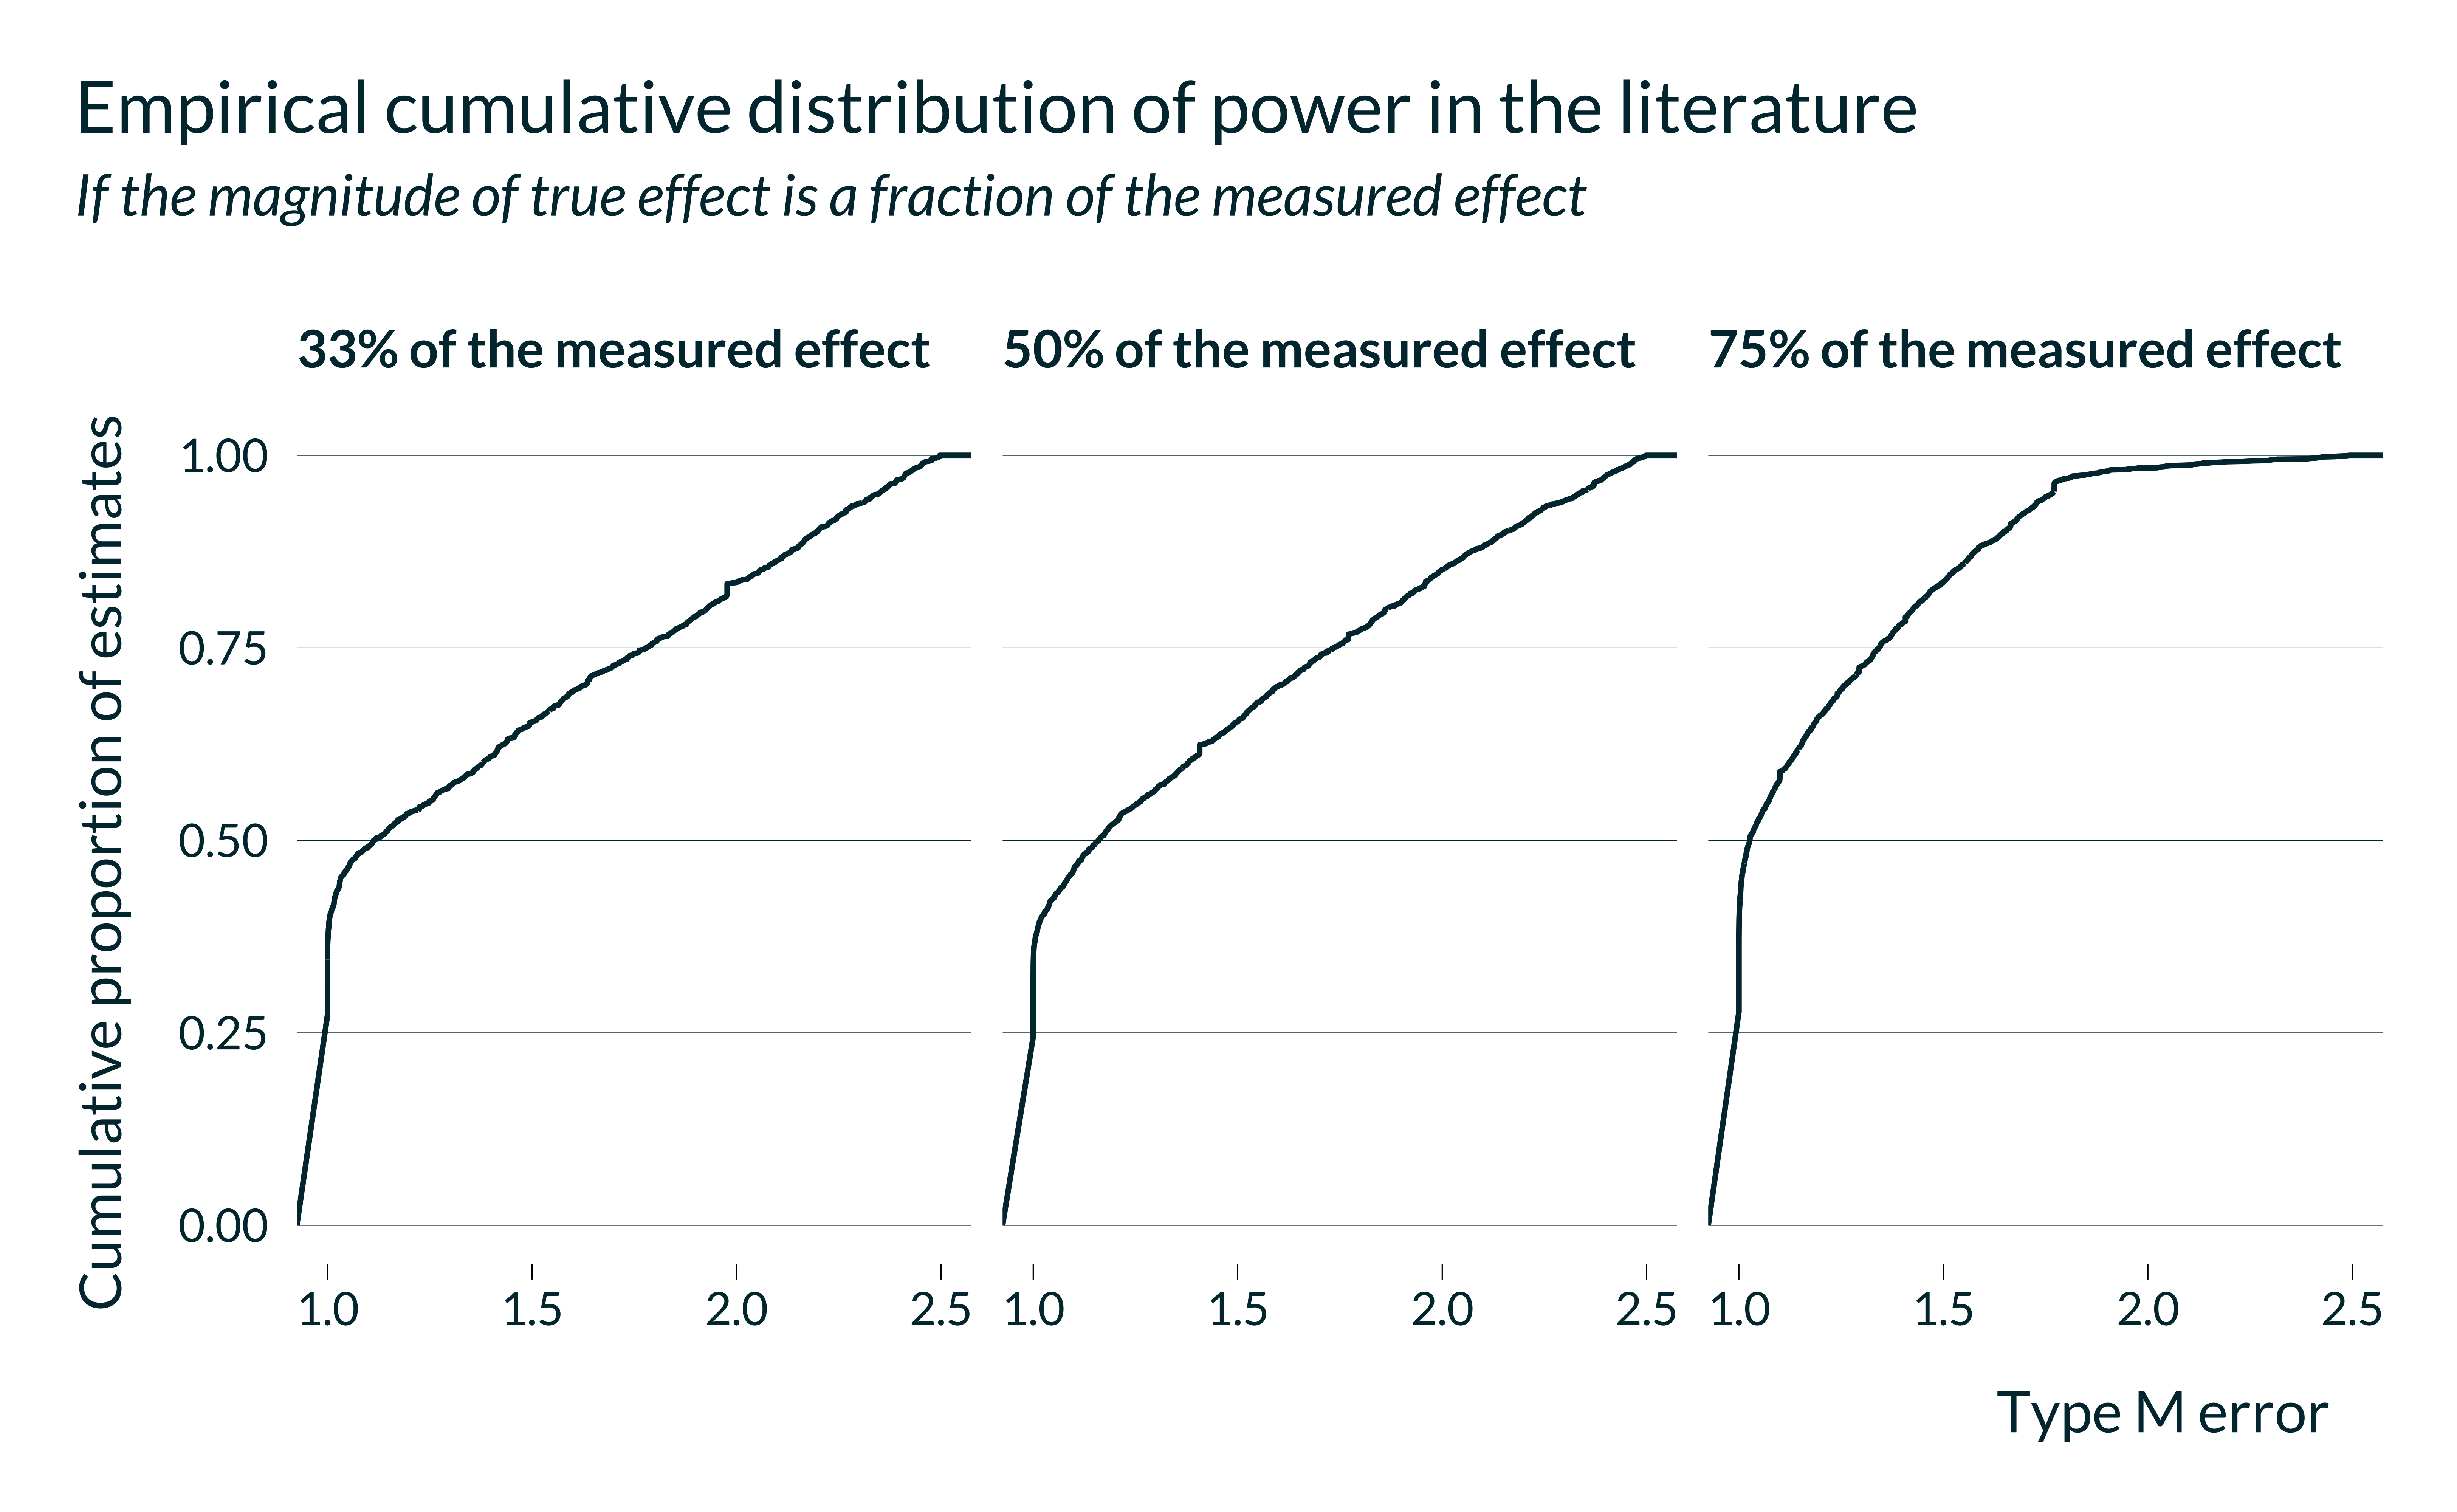 Empirical cumulative distribution of power in the literature
If the magnitude of true effect is a fraction of the measured effect
33% of the measured effect
50% of the measured effect
75% of the measured effect
Cumulative proportion of estimates
1.00
0.75
0.50
0.25
0.00
1.0 1.5 2.0 2.5
1.0 1.5 2.0 2.5
1.0 1.5 2.0 2.5
Type M error